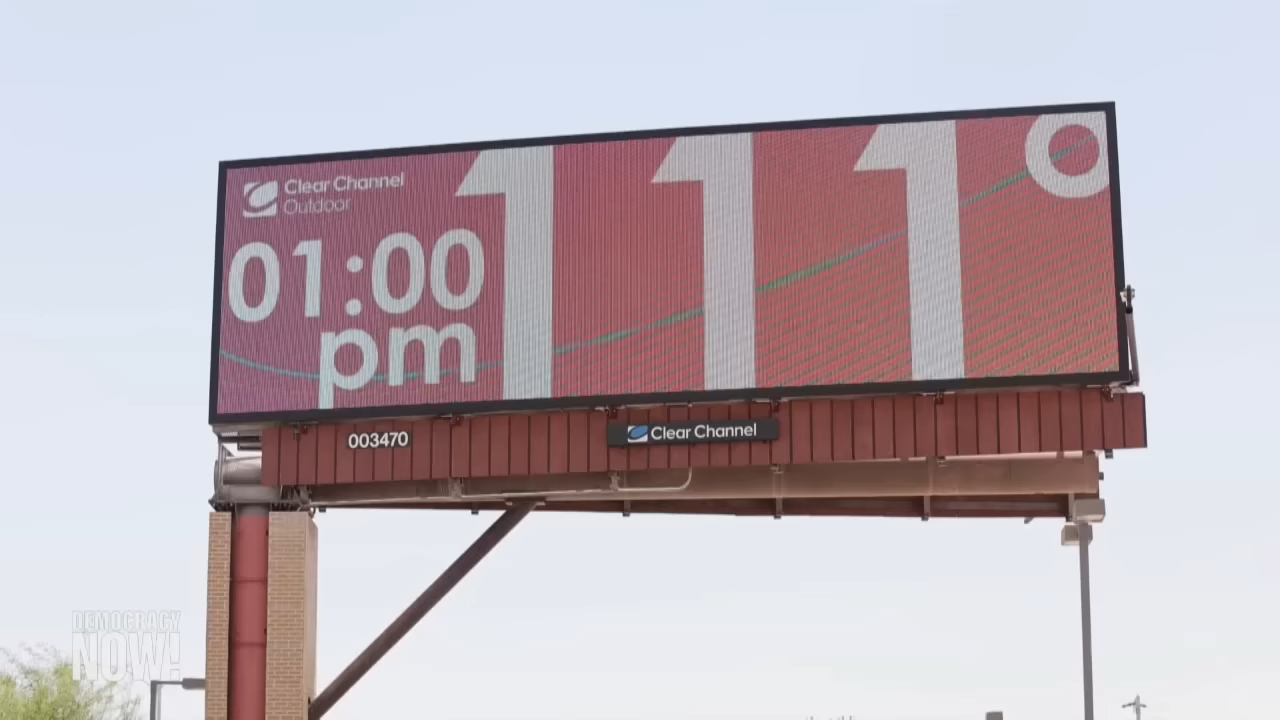 Clear Channel
Outdoor
01:00
pm
111°
003470
Clear Channel
DEMOCRACY
NOW!